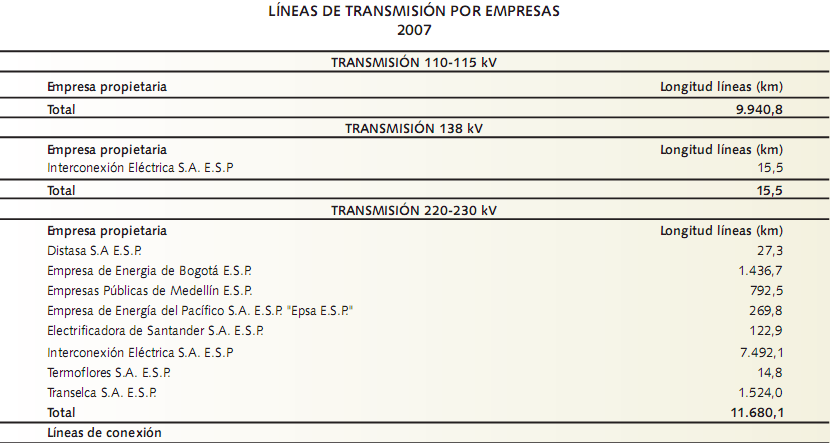 LÍNEAS DE TRANSMISIÓN POR EMPRESAS
2007
TRANSMISIÓN 110-115 kV
Empresa propietaria Longitud líneas (km)
Total 9.940,8
TRANSMISIÓN 138 kV
Empresa propietaria Longitud líneas (km)
Interconexión Eléctrica S.A. E.S.P 15,5
Total 15,5
TRANSMISIÓN 220-230 kV
Empresa propietaria Longitud líneas (km)
Distasa S.A E.S.P. 27,3
Empresa de Energia de Bogotá E.S.P. 1.436,7
Empresas Públicas de Medellín E.S.P. 792,5
Empresa de Energía del Pacífico S.A. E.S.P. "Epsa E.S.P." 269,8
Electrificadora de Santander S.A. E.S.P. 122,9
Interconexión Eléctrica S.A. E.S.P 7.492,1
Termoflores S.A. E.S.P. 14,8
Transelca S.A. E.S.P. 1.524,0
Total 11.680,1
Líneas de conexión